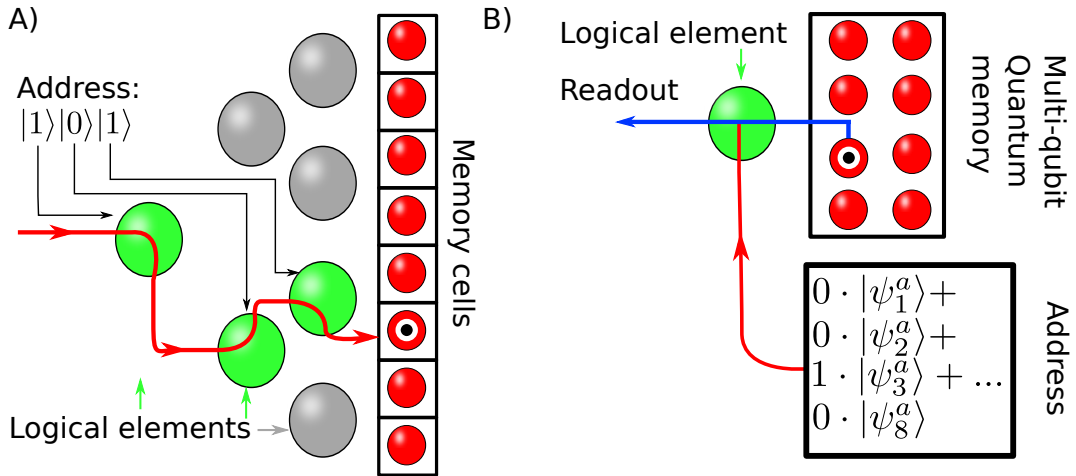 A)
Address:
|1⟩|0⟩|1⟩
Logical elements
Memory cells
B)
Logical element
Readout
Multi-qubit
Quantum
memory
0 · |ψ₁ᵃ⟩+
0 · |ψ₂ᵃ⟩+
1 · |ψ₃ᵃ⟩ + ...
0 · |ψ₈ᵃ⟩
Address